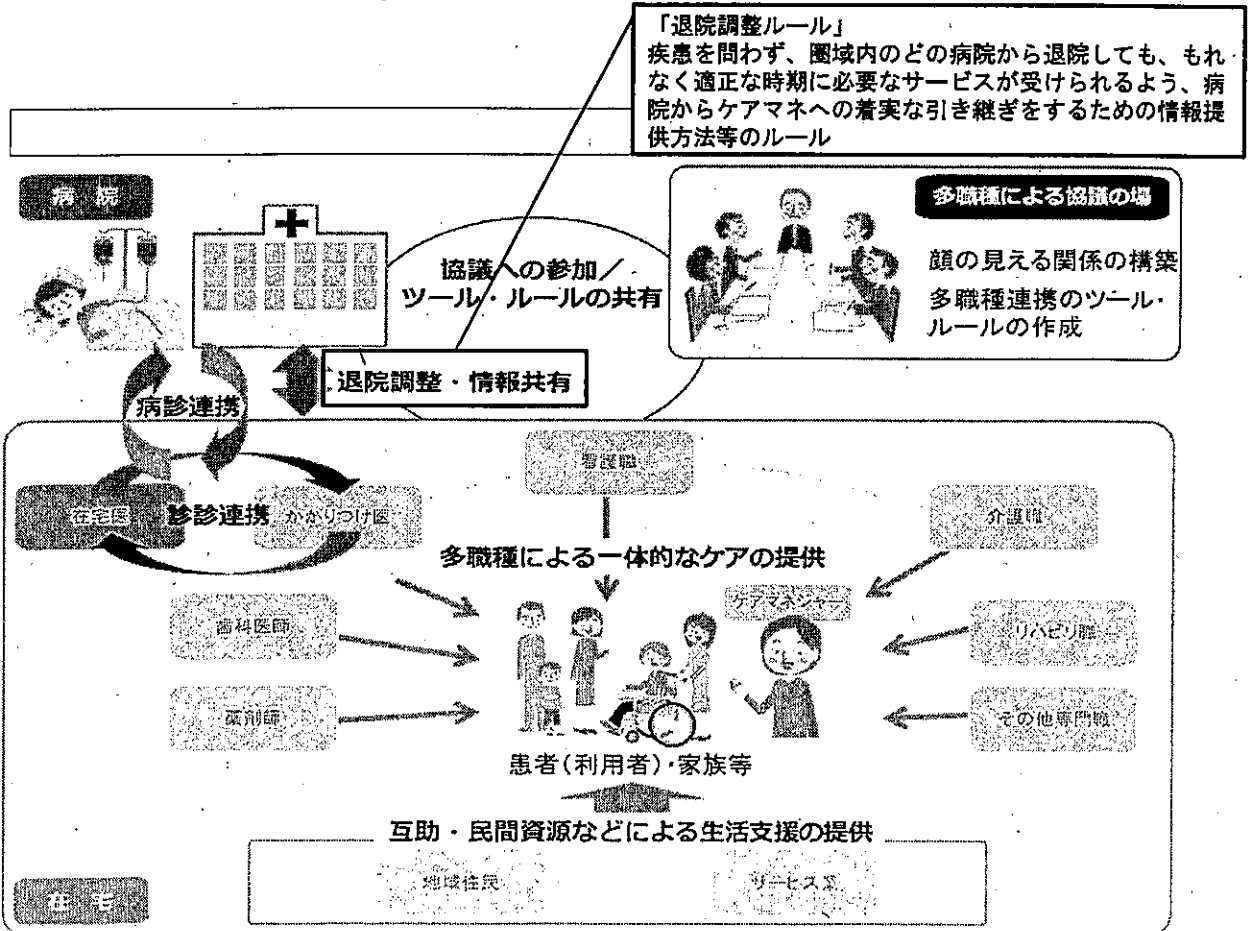 「退院調整ルール」
疾患を問わず、圏域内のどの病院から退院しても、もれ
なく適正な時期に必要なサービスが受けられるよう、病
院からケアマネへの着実な引き継ぎをするための情報提
供方法等のルール
病院
多職種による協議の場
顔の見える関係の構築
多職種連携のツール・
ルールの作成
協議への参加／
ツール・ルールの共有
退院調整・情報共有
病診連携
看護職
在宅医
診診連携
かかりつけ医
介護職
多職種による一体的なケアの提供
ケアマネジャー
歯科医師
リハビリ職
薬剤師
その他専門職
患者(利用者)・家族等
互助・民間資源などによる生活支援の提供
地域住民
サービス系
在宅